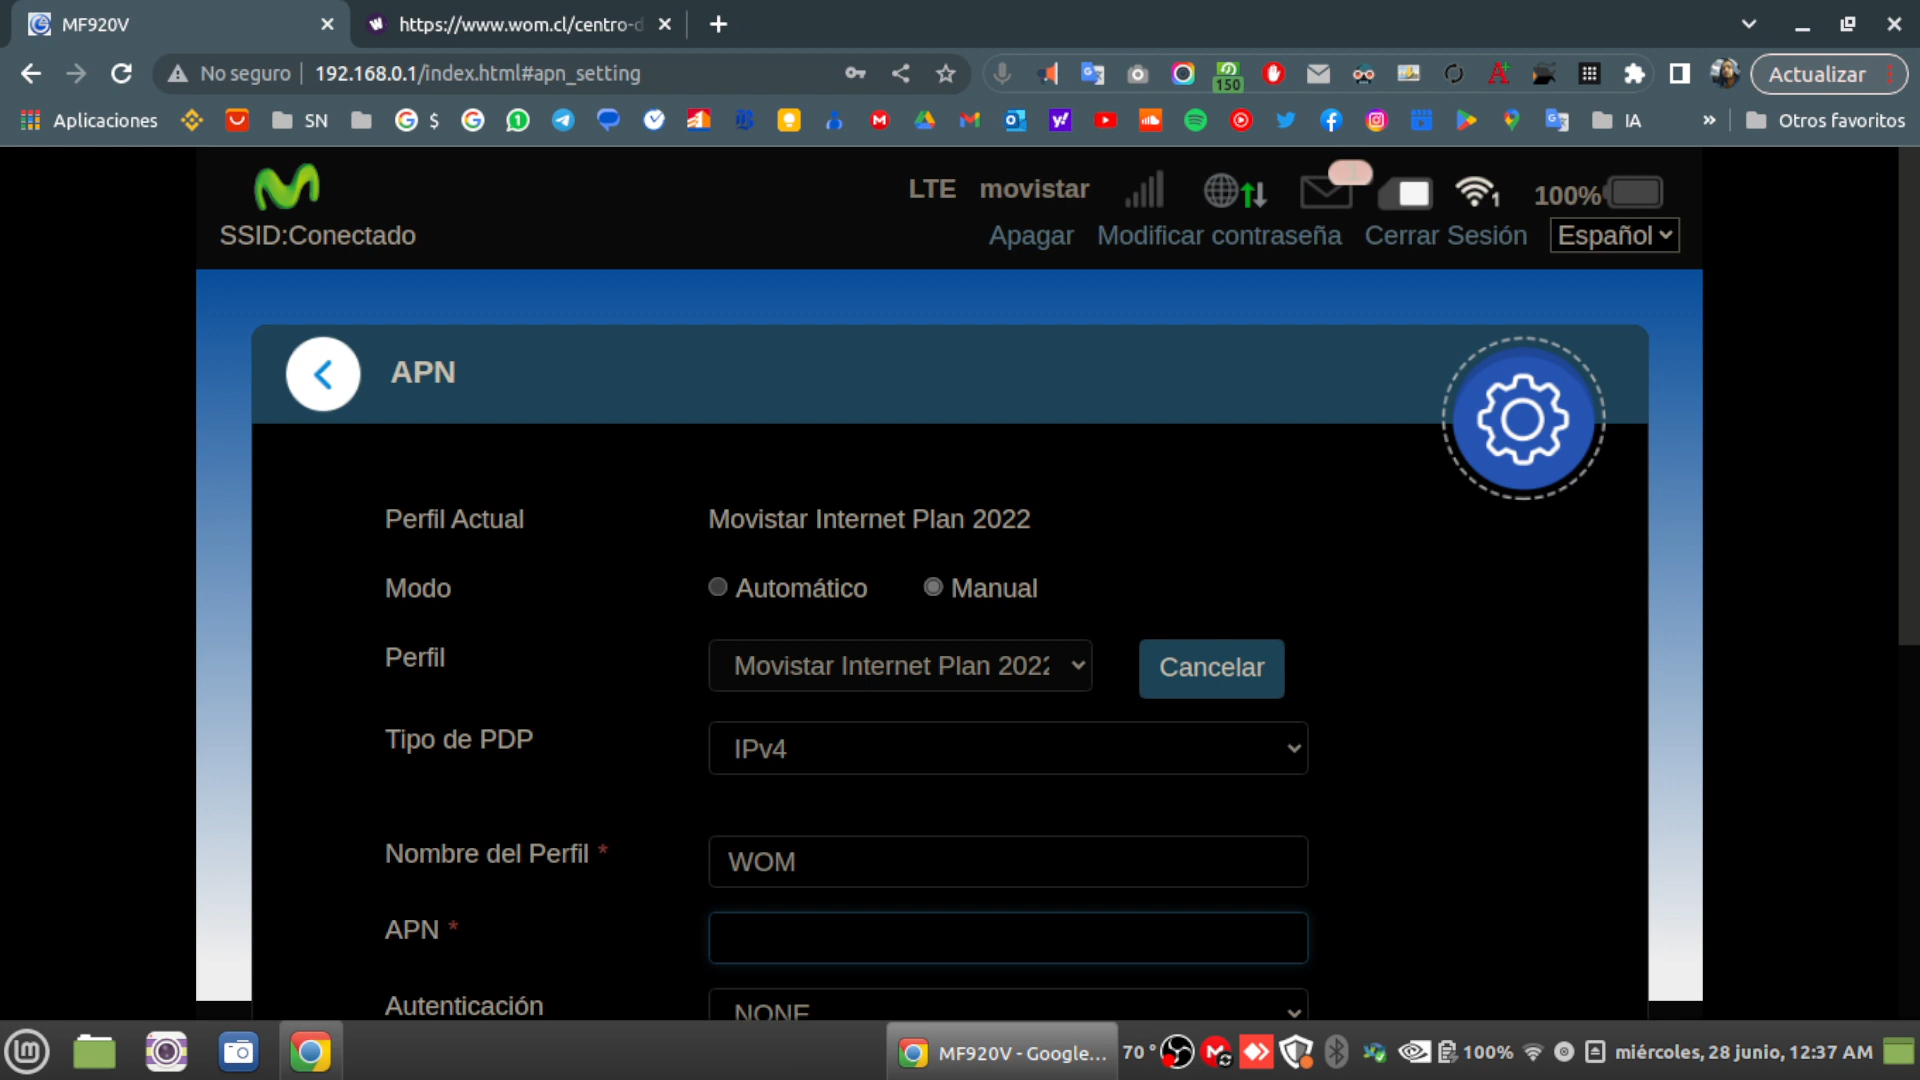 MF920V
https://www.wom.cl/centro-d
No seguro
192.168.0.1/index.html#apn_setting
150
Actualizar
Aplicaciones
SN
$
IA
»
Otros favoritos
LTE
movistar
100%
SSID:Conectado
Apagar
Modificar contraseña
Cerrar Sesión
Español
APN
Perfil Actual
Movistar Internet Plan 2022
Modo
Automático
Manual
Perfil
Movistar Internet Plan 2022
Cancelar
Tipo de PDP
IPv4
Nombre del Perfil *
WOM
APN *
Autenticación
NONE
MF920V - Google...
70 °
100%
miércoles, 28 junio, 12:37 AM